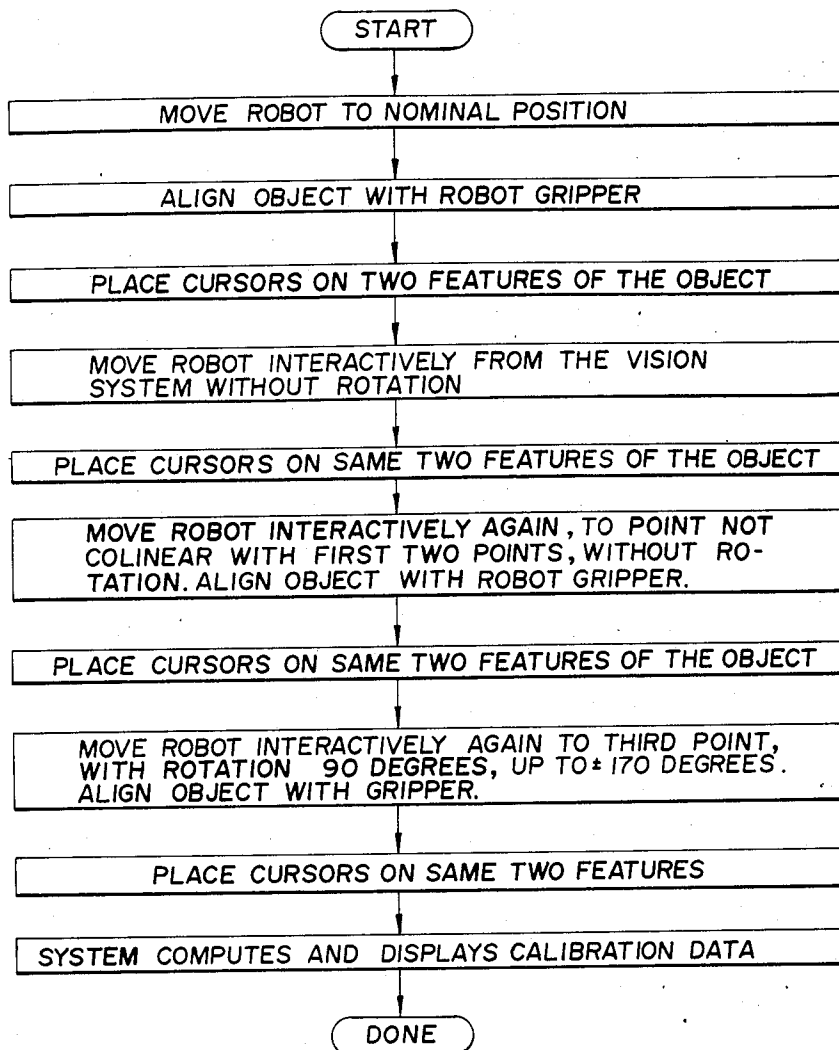 START
MOVE ROBOT TO NOMINAL POSITION
ALIGN OBJECT WITH ROBOT GRIPPER
PLACE CURSORS ON TWO FEATURES OF THE OBJECT
MOVE ROBOT INTERACTIVELY FROM THE VISION
SYSTEM WITHOUT ROTATION
PLACE CURSORS ON SAME TWO FEATURES OF THE OBJECT
MOVE ROBOT INTERACTIVELY AGAIN, TO POINT NOT
COLINEAR WITH FIRST TWO POINTS, WITHOUT RO-
TATION. ALIGN OBJECT WITH ROBOT GRIPPER.
PLACE CURSORS ON SAME TWO FEATURES OF THE OBJECT
MOVE ROBOT INTERACTIVELY AGAIN TO THIRD POINT,
WITH ROTATION 90 DEGREES, UP TO ± 170 DEGREES.
ALIGN OBJECT WITH GRIPPER.
PLACE CURSORS ON SAME TWO FEATURES
SYSTEM COMPUTES AND DISPLAYS CALIBRATION DATA
DONE